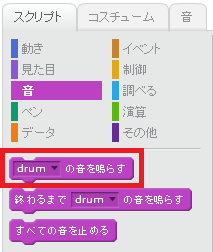 スクリプト コスチューム 音
動き イベント
見た目 制御
音 調べる
ペン 演算
データ その他
drum の音を鳴らす
終わるまで drum の音を鳴らす
すべての音を止める